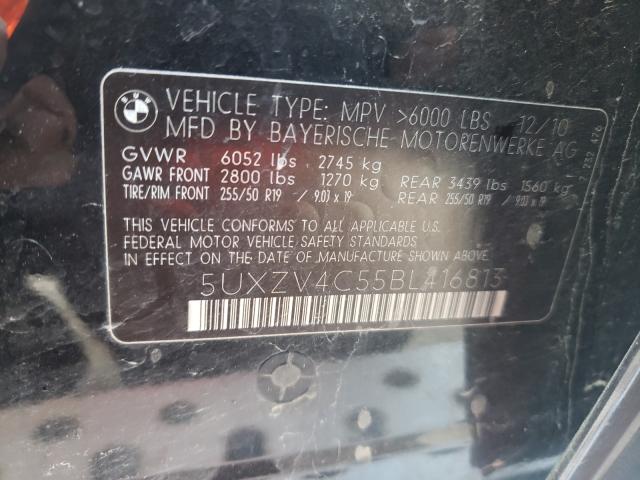 BMW
VEHICLE TYPE: MPV >6000 LBS 12/10
MFD BY BAYERISCHE MOTORENWERKE AG
GVWR 6052 lbs 2745 kg
GAWR FRONT 2800 lbs 1270 kg REAR 3439 lbs 1560 kg
TIRE/RIM FRONT 255/50 R19 / 9.0J x 19 REAR 255/50 R19 / 9.0J x 19
THIS VEHICLE CONFORMS TO ALL APPLICABLE U.S.
FEDERAL MOTOR VEHICLE SAFETY STANDARDS
IN EFFECT ON THE DATE OF MANUFACTURE SHOWN ABOVE.
5UXZV4C55BL416813